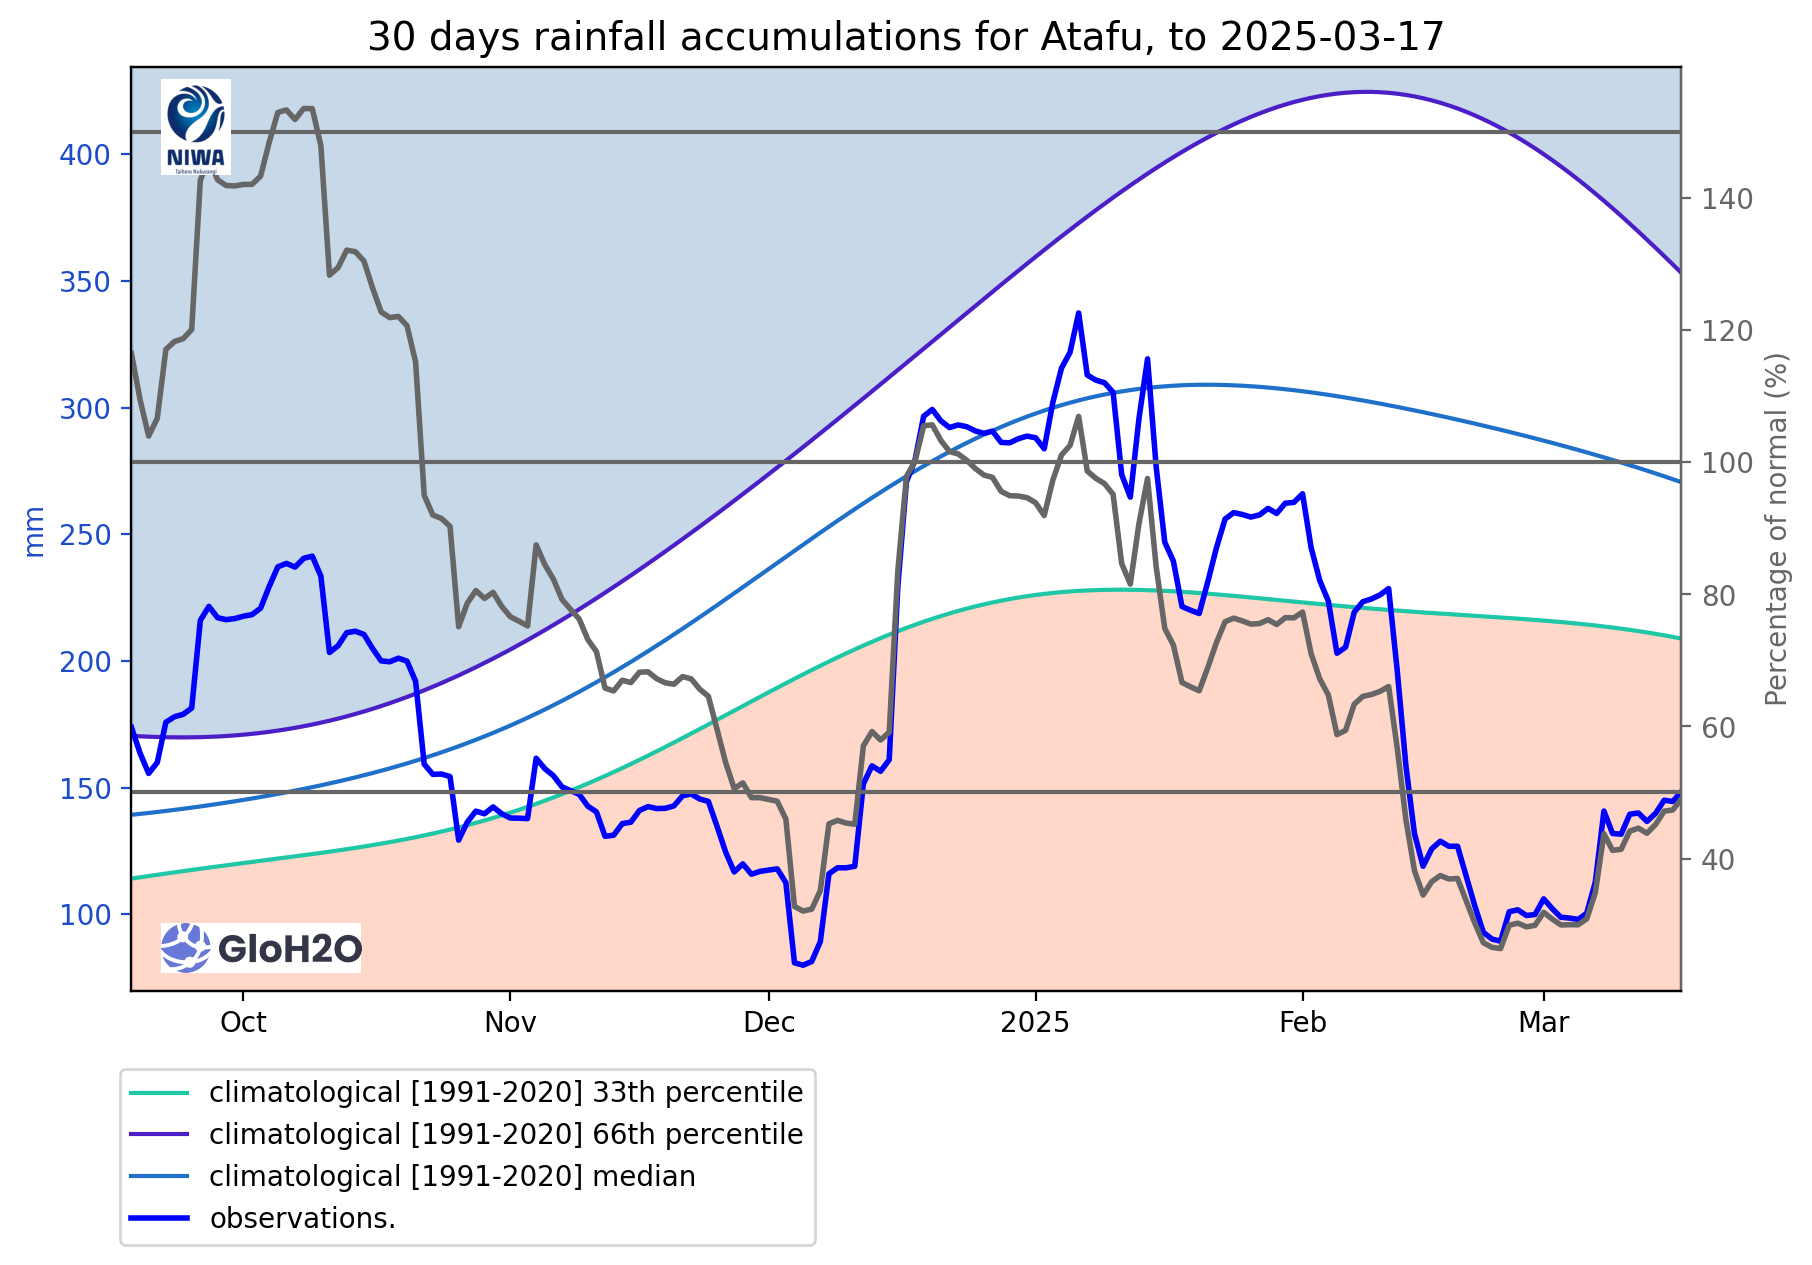 30 days rainfall accumulations for Atafu, to 2025-03-17
NIWA
Taihoro Nukurangi
400
350
300
250
200
150
100
mm
140
120
100
80
60
40
Percentage of normal (%)
GloH2O
Oct
Nov
Dec
2025
Feb
Mar
climatological [1991-2020] 33th percentile
climatological [1991-2020] 66th percentile
climatological [1991-2020] median
observations.